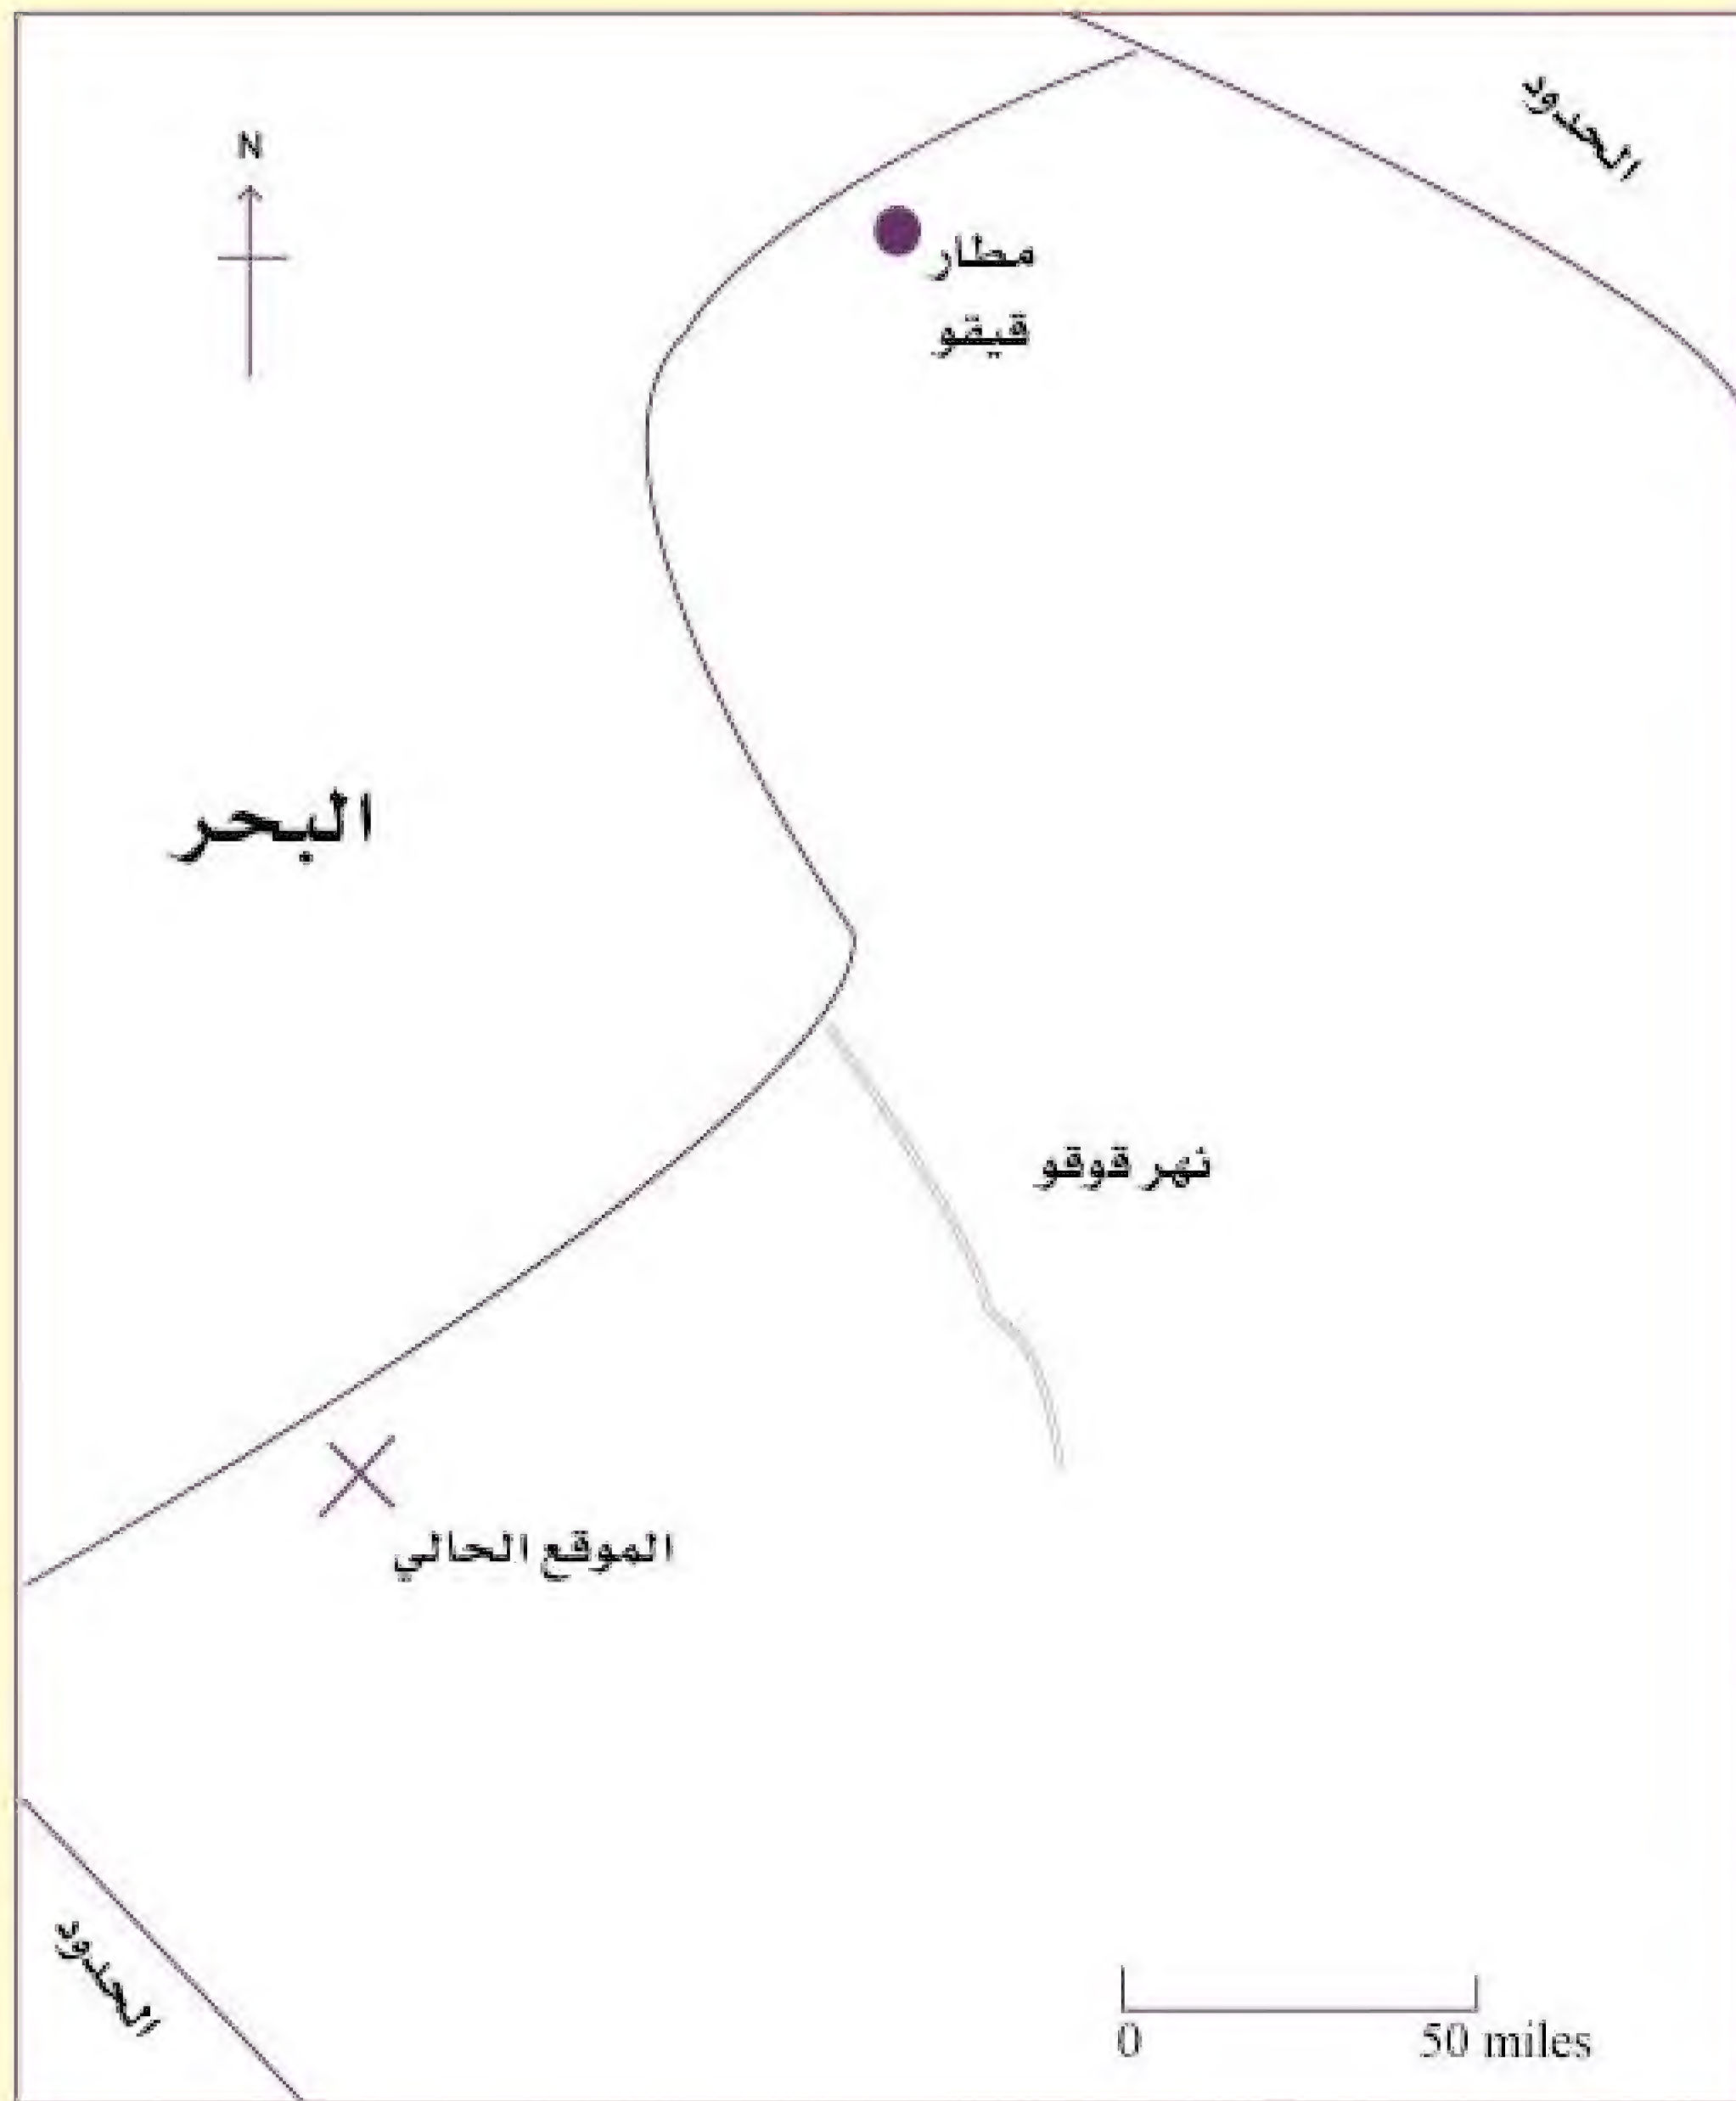 الحدود
N
مطار
قيقو
البحر
نهر قوقو
الموقع الحالي
الحدود
0 50 miles